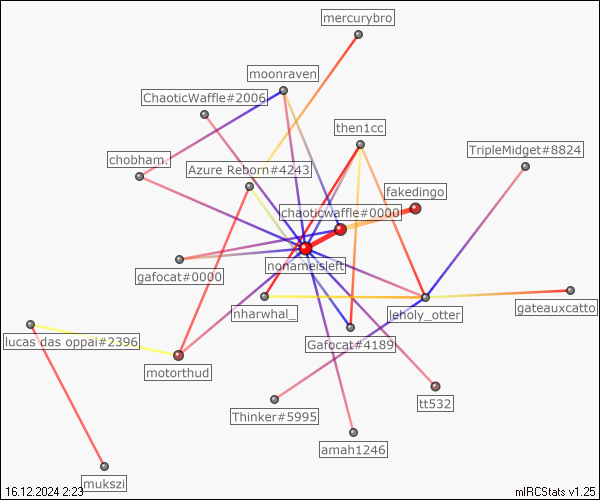 mercurybro
moonraven
ChaoticWaffle#2006
then1cc
TripleMidget#8824
chobham.
Azure Reborn#4243
fakedingo
chaoticwaffle#0000
nonameisleft
gafocat#0000
nharwhal_
leholy_otter
gateauxcatto
lucas das oppai#2396
Gafocat#4189
motorthud
tt532
Thinker#5995
amah1246
mukszi
16.12.2024 2:23
mIRCStats v1.25